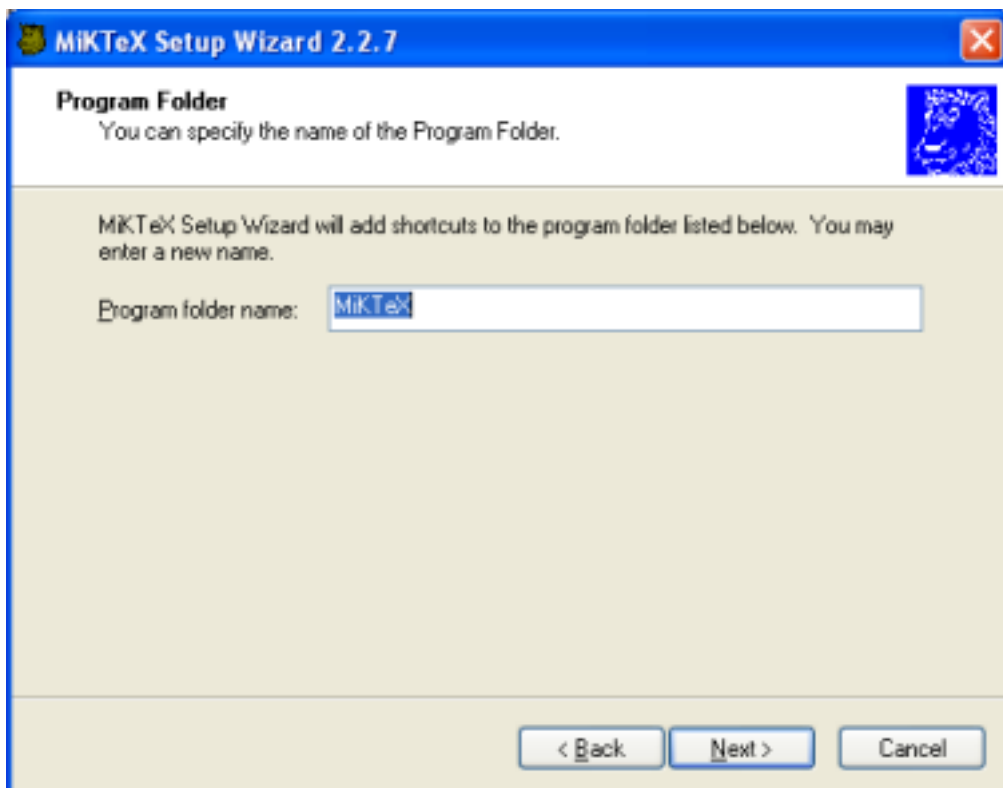 MiKTeX Setup Wizard 2.2.7
Program Folder
You can specify the name of the Program Folder.
MiKTeX Setup Wizard will add shortcuts to the program folder listed below.  You may
enter a new name.
Program folder name: MiKTeX
< Back Next > Cancel